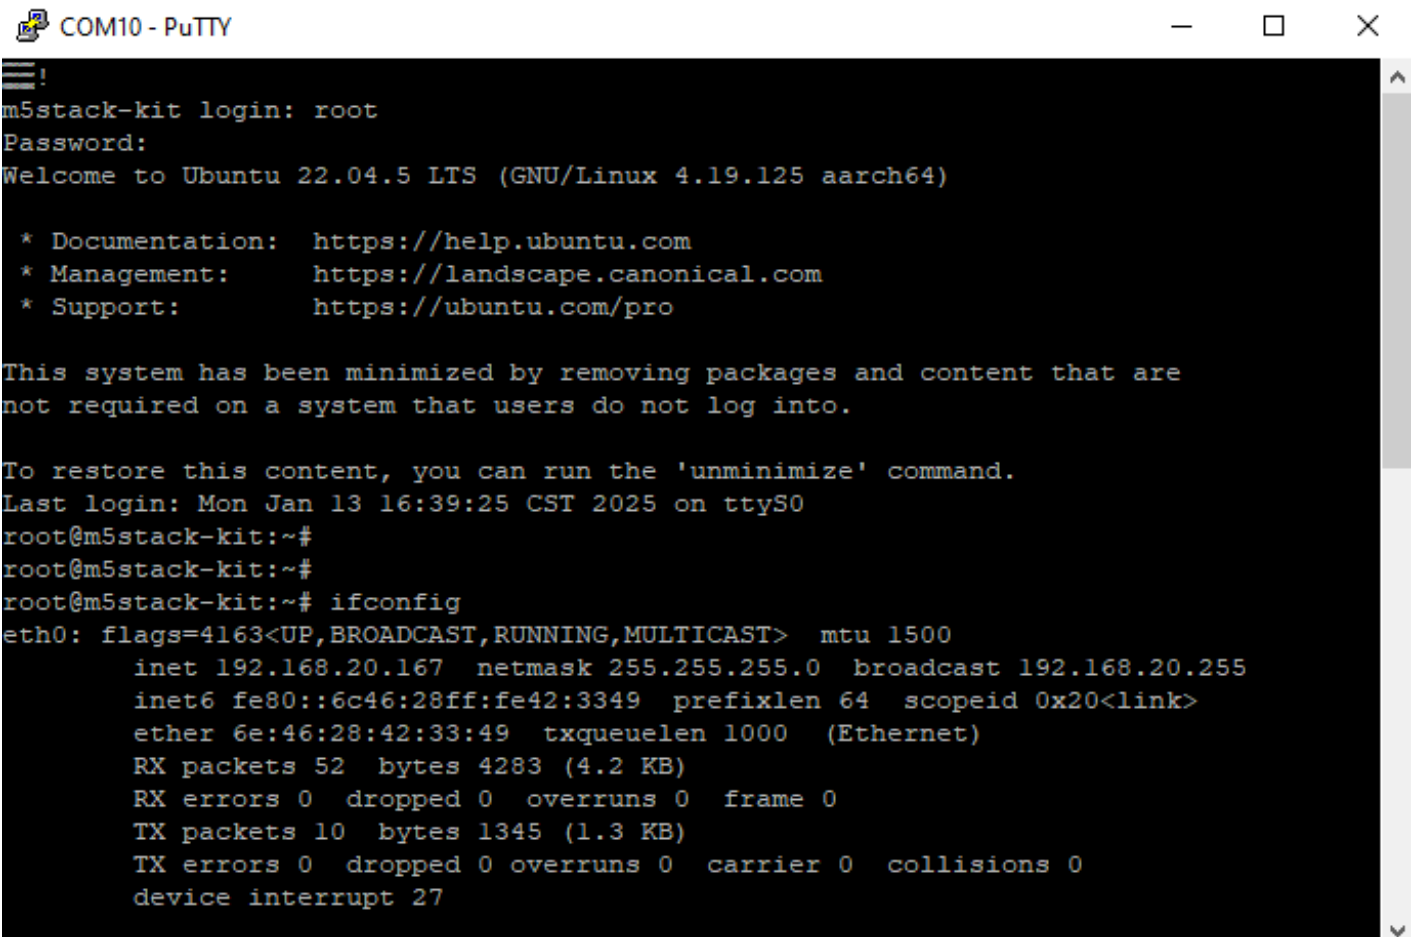 COM10 - PuTTY
!
m5stack-kit login: root
Password:
Welcome to Ubuntu 22.04.5 LTS (GNU/Linux 4.19.125 aarch64)
* Documentation:  https://help.ubuntu.com
* Management:     https://landscape.canonical.com
* Support:        https://ubuntu.com/pro
This system has been minimized by removing packages and content that are
not required on a system that users do not log into.
To restore this content, you can run the 'unminimize' command.
Last login: Mon Jan 13 16:39:25 CST 2025 on ttyS0
root@m5stack-kit:~#
root@m5stack-kit:~#
root@m5stack-kit:~# ifconfig
eth0: flags=4163<UP,BROADCAST,RUNNING,MULTICAST>  mtu 1500
inet 192.168.20.167  netmask 255.255.255.0  broadcast 192.168.20.255
inet6 fe80::6c46:28ff:fe42:3349  prefixlen 64  scopeid 0x20<link>
ether 6e:46:28:42:33:49  txqueuelen 1000  (Ethernet)
RX packets 52  bytes 4283 (4.2 KB)
RX errors 0  dropped 0  overruns 0  frame 0
TX packets 10  bytes 1345 (1.3 KB)
TX errors 0  dropped 0 overruns 0  carrier 0  collisions 0
device interrupt 27